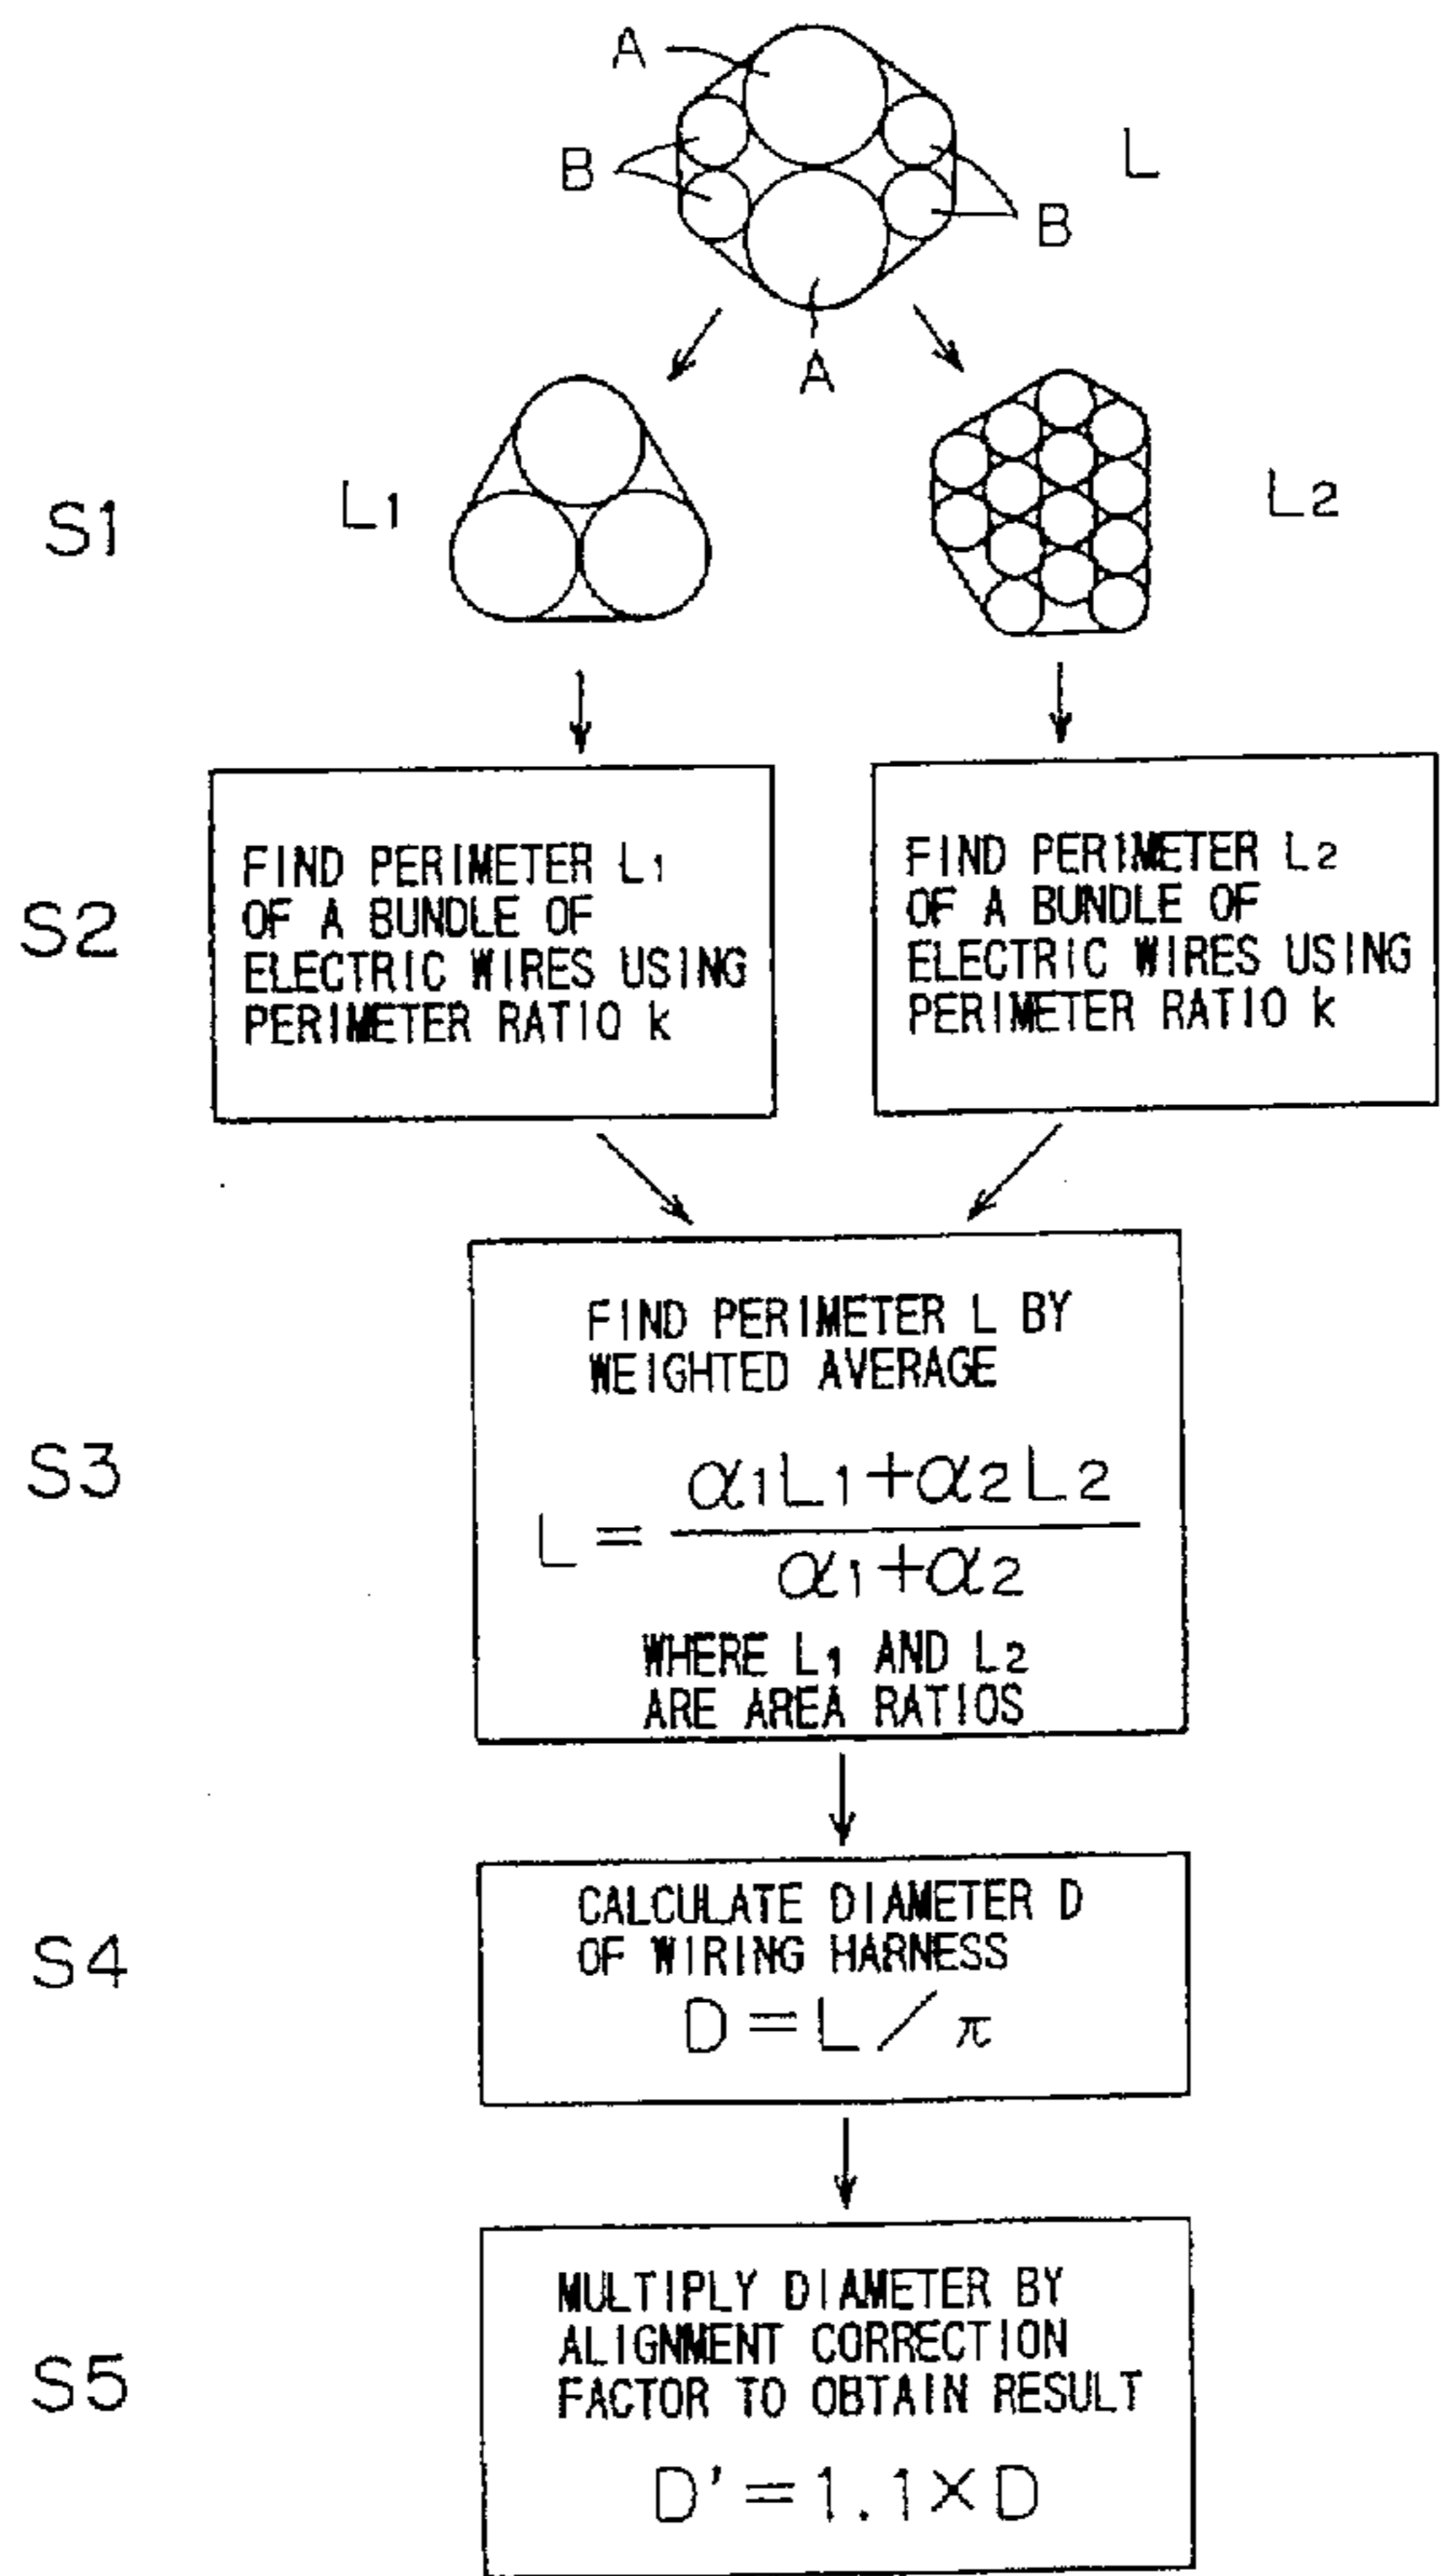 A
L
B
B
A
S1
L1
L2
S2
FIND PERIMETER L1
OF A BUNDLE OF
ELECTRIC WIRES USING
PERIMETER RATIO k
FIND PERIMETER L2
OF A BUNDLE OF
ELECTRIC WIRES USING
PERIMETER RATIO k
S3
FIND PERIMETER L BY
WEIGHTED AVERAGE
L = (α1L1+α2L2) / (α1+α2)
WHERE L1 AND L2
ARE AREA RATIOS
S4
CALCULATE DIAMETER D
OF WIRING HARNESS
D=L/π
S5
MULTIPLY DIAMETER BY
ALIGNMENT CORRECTION
FACTOR TO OBTAIN RESULT
D'=1.1×D